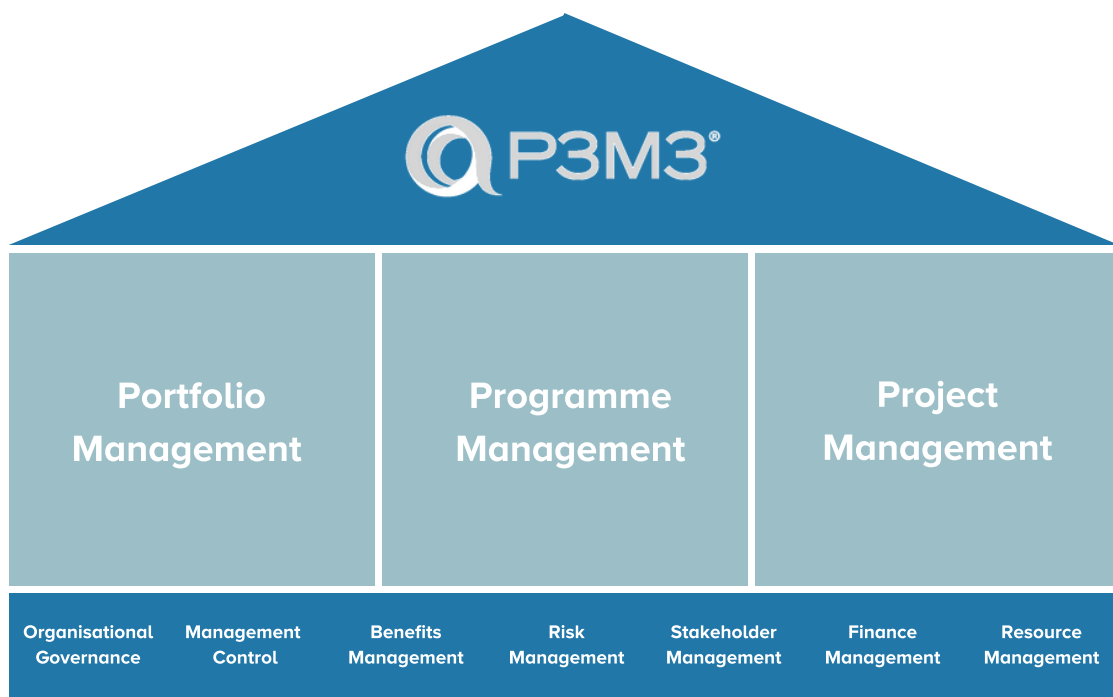 P3M3®
Portfolio
Management
Programme
Management
Project
Management
Organisational
Governance
Management
Control
Benefits
Management
Risk
Management
Stakeholder
Management
Finance
Management
Resource
Management